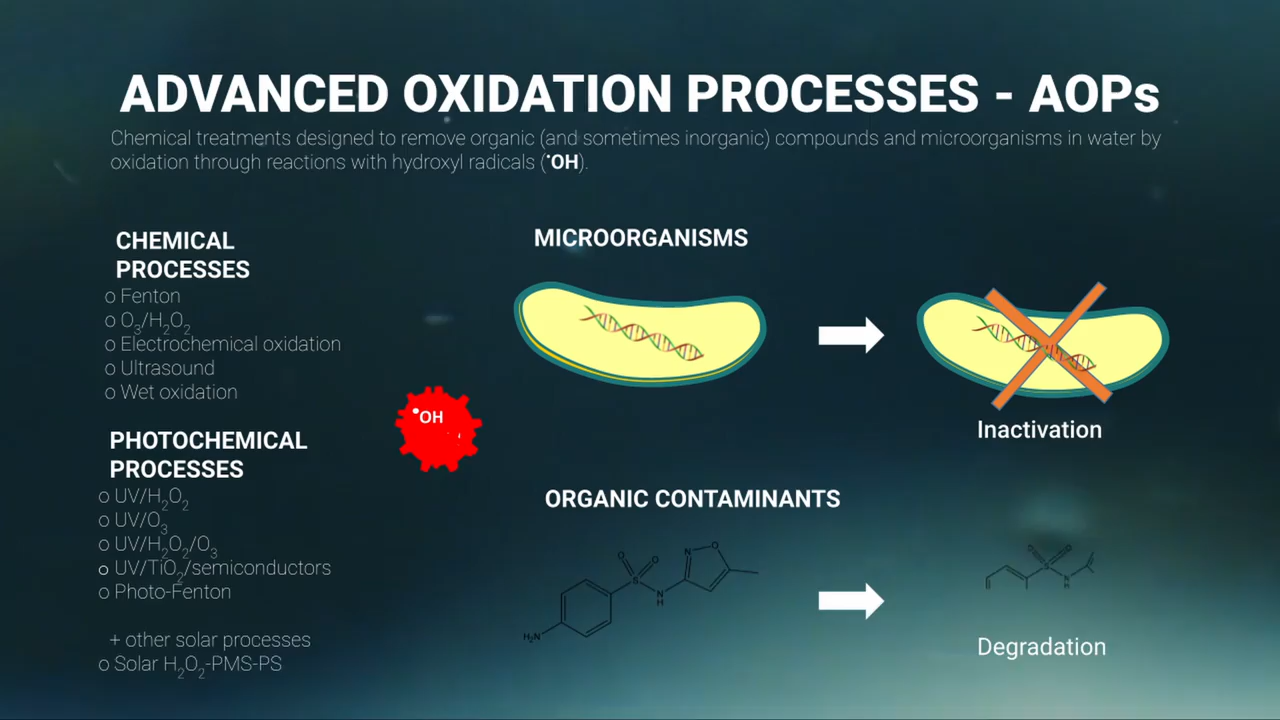 ADVANCED OXIDATION PROCESSES - AOPs
Chemical treatments designed to remove organic (and sometimes inorganic) compounds and microorganisms in water by
oxidation through reactions with hydroxyl radicals (•OH).
CHEMICAL
PROCESSES
o Fenton
o O₃/H₂O₂
o Electrochemical oxidation
o Ultrasound
o Wet oxidation
PHOTOCHEMICAL
PROCESSES
o UV/H₂O₂
o UV/O₃
o UV/H₂O₂/O₃
o UV/TiO₂/semiconductors
o Photo-Fenton
+ other solar processes
o Solar H₂O₂-PMS-PS
•OH
MICROORGANISMS
Inactivation
ORGANIC CONTAMINANTS
O O N O
S
N
H
H₂N
O O
S
N
H
Degradation